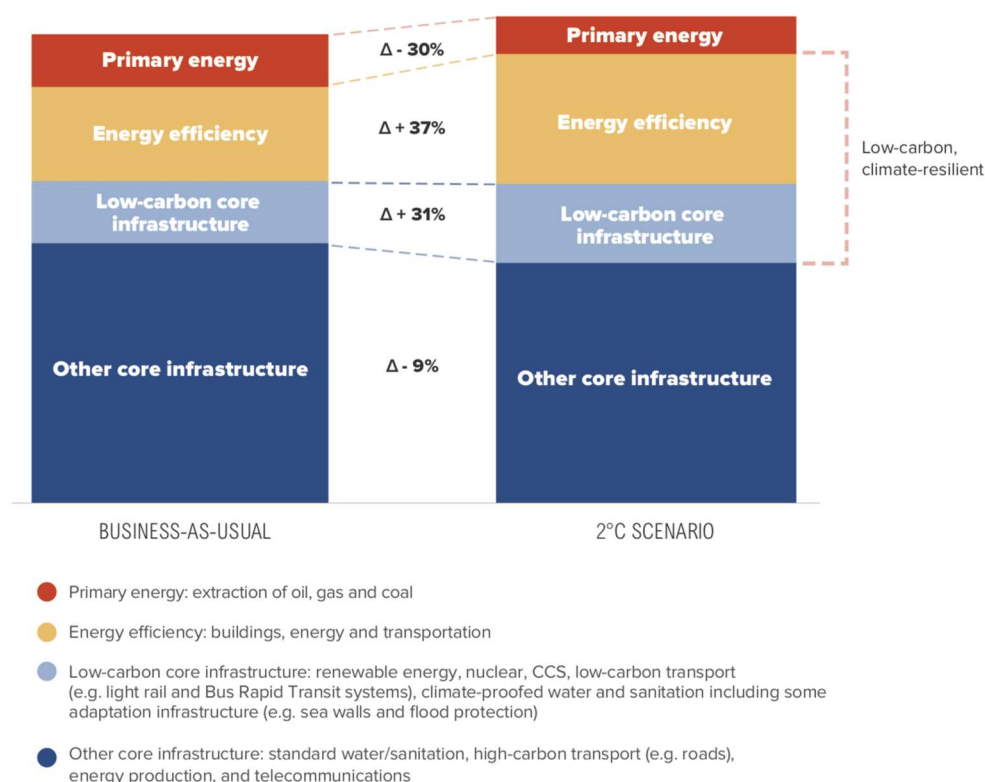 Primary energy
Δ - 30%
Primary energy
Energy efficiency
Δ + 37%
Energy efficiency
Low-carbon,
climate-resilient
Low-carbon core
infrastructure
Δ + 31%
Low-carbon core
infrastructure
Other core infrastructure
Δ - 9%
Other core infrastructure
BUSINESS-AS-USUAL
2°C SCENARIO
Primary energy: extraction of oil, gas and coal
Energy efficiency: buildings, energy and transportation
Low-carbon core infrastructure: renewable energy, nuclear, CCS, low-carbon transport
(e.g. light rail and Bus Rapid Transit systems), climate-proofed water and sanitation including some
adaptation infrastructure (e.g. sea walls and flood protection)
Other core infrastructure: standard water/sanitation, high-carbon transport (e.g. roads),
energy production, and telecommunications